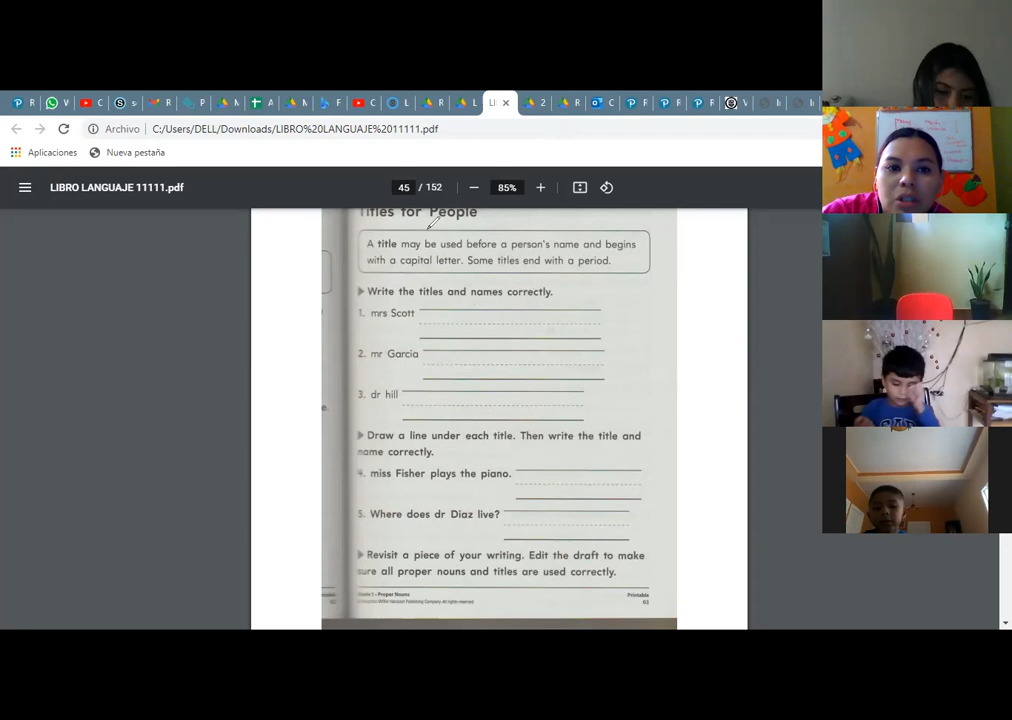 Archivo C:/Users/DELL/Downloads/LIBRO%20LANGUAJE%2011111.pdf
Aplicaciones Nueva pestaña
LIBRO LANGUAJE 11111.pdf 45 / 152 85%
Titles for People
A title may be used before a person's name and begins
with a capital letter. Some titles end with a period.
Write the titles and names correctly.
1. mrs Scott
2. mr Garcia
3. dr hill
e.
Draw a line under each title. Then write the title and
name correctly.
4. miss Fisher plays the piano.
5. Where does dr Diaz live?
Revisit a piece of your writing. Edit the draft to make
sure all proper nouns and titles are used correctly.
Proper Nouns
Printable
63